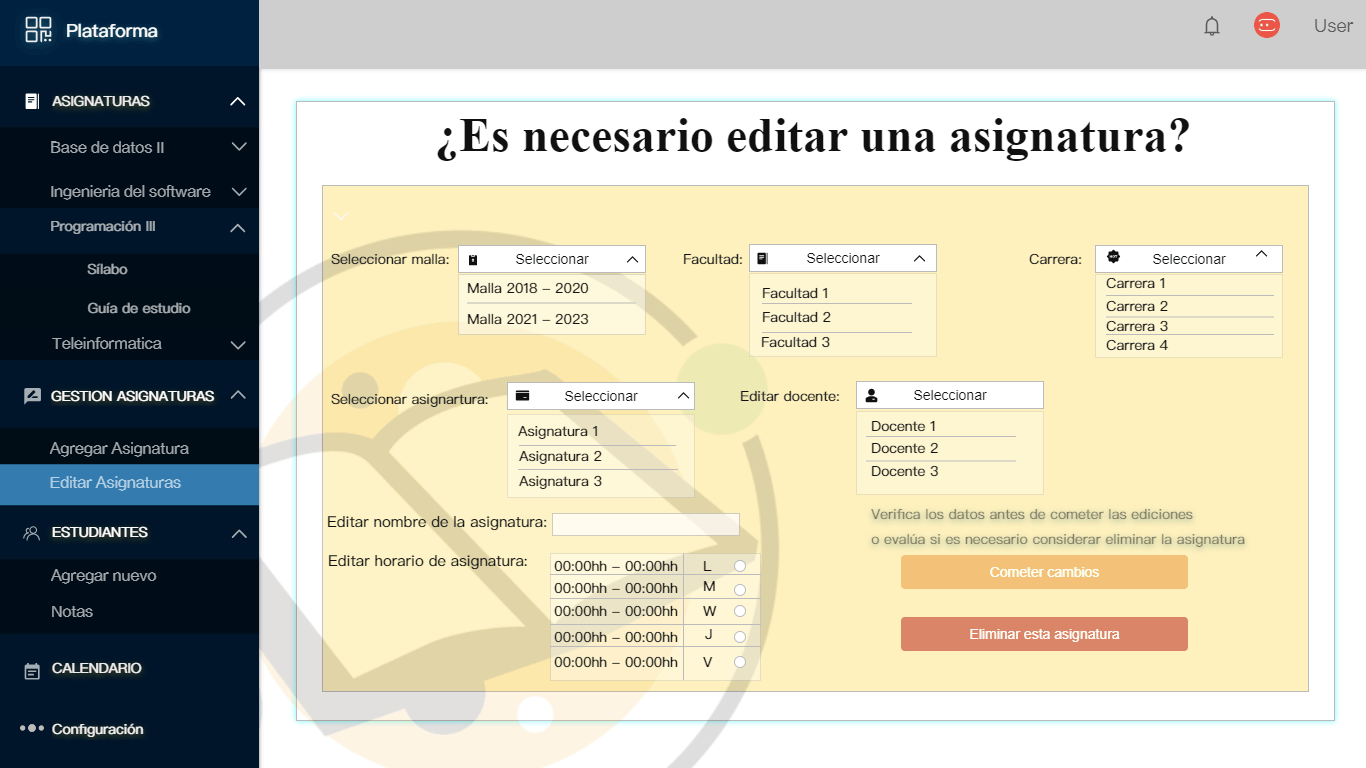 Plataforma
User
ASIGNATURAS
Base de datos II
Ingenieria del software
Programación III
Sílabo
Guía de estudio
Teleinformatica
GESTION ASIGNATURAS
Agregar Asignatura
Editar Asignaturas
ESTUDIANTES
Agregar nuevo
Notas
CALENDARIO
Configuración
¿Es necesario editar una asignatura?
Seleccionar malla: Seleccionar
Malla 2018 – 2020
Malla 2021 – 2023
Facultad: Seleccionar
Facultad 1
Facultad 2
Facultad 3
Carrera: Seleccionar
Carrera 1
Carrera 2
Carrera 3
Carrera 4
Seleccionar asignartura: Seleccionar
Asignatura 1
Asignatura 2
Asignatura 3
Editar docente: Seleccionar
Docente 1
Docente 2
Docente 3
Editar nombre de la asignatura:
Editar horario de asignatura:
00:00hh – 00:00hh L
00:00hh – 00:00hh M
00:00hh – 00:00hh W
00:00hh – 00:00hh J
00:00hh – 00:00hh V
Verifica los datos antes de cometer las ediciones
o evalúa si es necesario considerar eliminar la asignatura
Cometer cambios
Eliminar esta asignatura